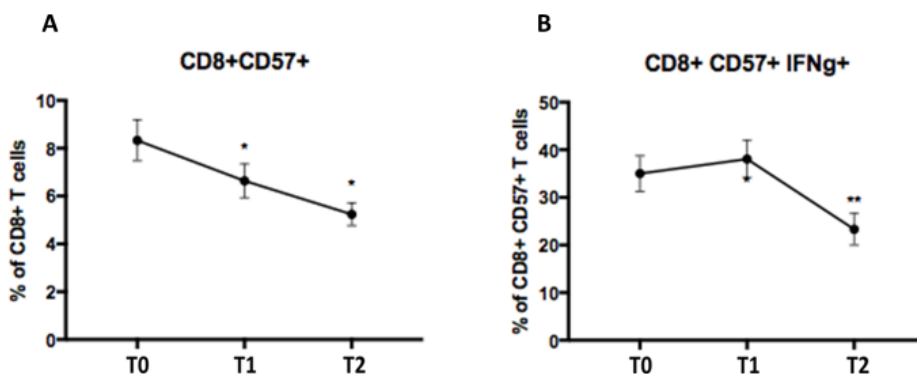 A
CD8+CD57+
% of CD8+ T cells
10
8
6
4
2
0
*
*
T0
T1
T2
B
CD8+ CD57+ IFNg+
% of CD8+ CD57+ T cells
50
40
30
20
10
0
*
**
T0
T1
T2